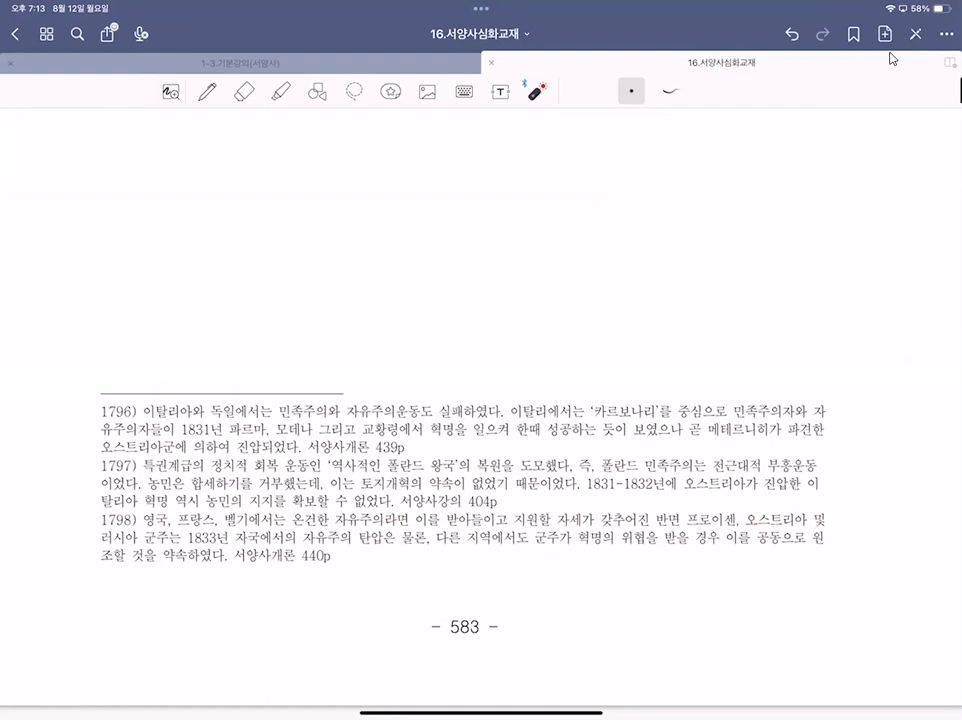 오후 7:13 8월 12일 월요일
58%
16.서양사심화교재
1-3.기본강의(서양사)
16.서양사심화교재
T
1796) 이탈리아와 독일에서는 민족주의와 자유주의운동도 실패하였다. 이탈리에서는 ‘카르보나리’를 중심으로 민족주의자와 자
유주의자들이 1831년 파르마, 모데나 그리고 교황령에서 혁명을 일으켜 한때 성공하는 듯이 보였으나 곧 메테르니히가 파견한
오스트리아군에 의하여 진압되었다. 서양사개론 439p
1797) 특권계급의 정치적 회복 운동인 ‘역사적인 폴란드 왕국’의 복원을 도모했다, 즉, 폴란드 민족주의는 전근대적 부흥운동
이었다. 농민은 합세하기를 거부했는데, 이는 토지개혁의 약속이 없었기 때문이었다. 1831-1832년에 오스트리아가 진압한 이
탈리아 혁명 역시 농민의 지지를 확보할 수 없었다. 서양사강의 404p
1798) 영국, 프랑스, 벨기에서는 온건한 자유주의라면 이를 받아들이고 지원할 자세가 갖추어진 반면 프로이센, 오스트리아 및
러시아 군주는 1833년 자국에서의 자유주의 탄압은 물론, 다른 지역에서도 군주가 혁명의 위협을 받을 경우 이를 공동으로 원
조할 것을 약속하였다. 서양사개론 440p
- 583 -